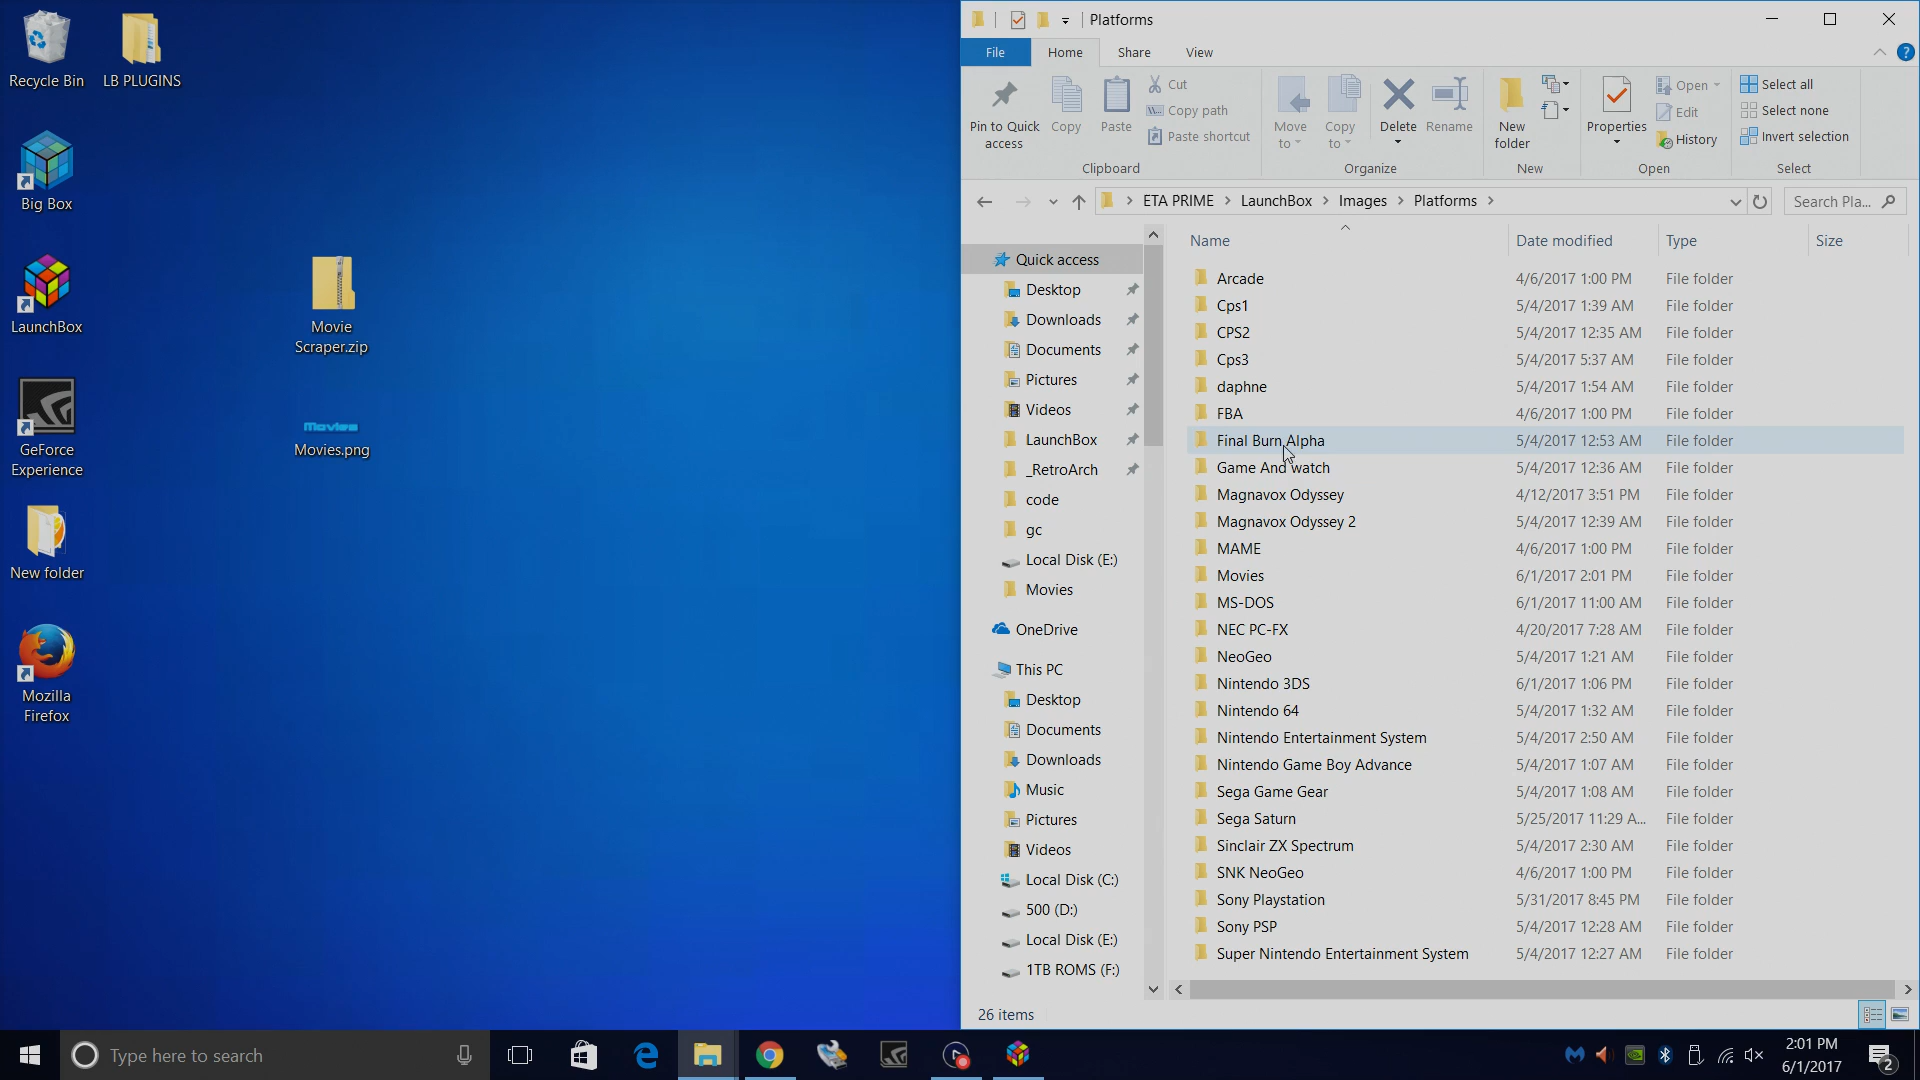 Recycle Bin
LB PLUGINS
Big Box
LaunchBox
GeForce
Experience
New folder
Mozilla
Firefox
Movie
Scraper.zip
Movies
Movies.png
Platforms
File
Home
Share
View
Pin to Quick
access
Copy
Paste
Cut
Copy path
Paste shortcut
Clipboard
Move
to
Copy
to
Delete
Rename
Organize
New
folder
New
Properties
Open
Edit
History
Open
Select all
Select none
Invert selection
Select
ETA PRIME > LaunchBox > Images > Platforms >
Search Pla...
Quick access
Desktop
Downloads
Documents
Pictures
Videos
LaunchBox
_RetroArch
code
gc
Local Disk (E:)
Movies
OneDrive
This PC
Desktop
Documents
Downloads
Music
Pictures
Videos
Local Disk (C:)
500 (D:)
Local Disk (E:)
1TB ROMS (F:)
Name Date modified Type Size
Arcade 4/6/2017 1:00 PM File folder
Cps1 5/4/2017 1:39 AM File folder
CPS2 5/4/2017 12:35 AM File folder
Cps3 5/4/2017 5:37 AM File folder
daphne 5/4/2017 1:54 AM File folder
FBA 4/6/2017 1:00 PM File folder
Final Burn Alpha 5/4/2017 12:53 AM File folder
Game And watch 5/4/2017 12:36 AM File folder
Magnavox Odyssey 4/12/2017 3:51 PM File folder
Magnavox Odyssey 2 5/4/2017 12:39 AM File folder
MAME 4/6/2017 1:00 PM File folder
Movies 6/1/2017 2:01 PM File folder
MS-DOS 6/1/2017 11:00 AM File folder
NEC PC-FX 4/20/2017 7:28 AM File folder
NeoGeo 5/4/2017 1:21 AM File folder
Nintendo 3DS 6/1/2017 1:06 PM File folder
Nintendo 64 5/4/2017 1:32 AM File folder
Nintendo Entertainment System 5/4/2017 2:50 AM File folder
Nintendo Game Boy Advance 5/4/2017 1:07 AM File folder
Sega Game Gear 5/4/2017 1:08 AM File folder
Sega Saturn 5/25/2017 11:29 A... File folder
Sinclair ZX Spectrum 5/4/2017 2:30 AM File folder
SNK NeoGeo 4/6/2017 1:00 PM File folder
Sony Playstation 5/31/2017 8:45 PM File folder
Sony PSP 5/4/2017 12:28 AM File folder
Super Nintendo Entertainment System 5/4/2017 12:27 AM File folder
26 items
Type here to search
2:01 PM
6/1/2017
2